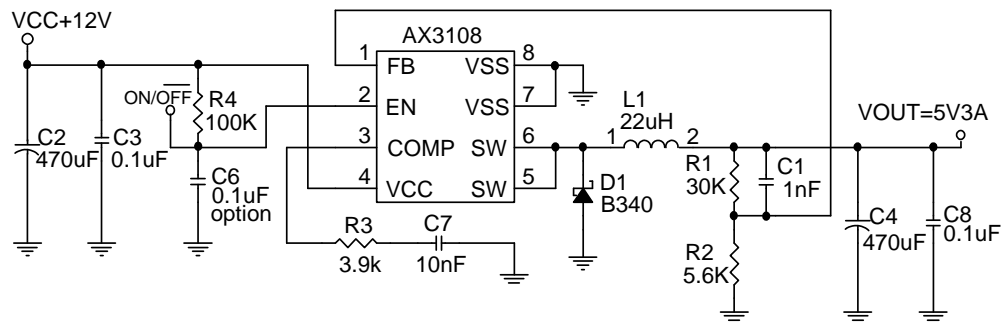 VCC+12V
AX3108
1
FB
VSS
8
2
EN
VSS
7
3
COMP
SW
6
4
VCC
SW
5
ON/OFF
R4
100K
C2
470uF
C3
0.1uF
C6
0.1uF
option
R3
3.9k
C7
10nF
L1
1
22uH
2
D1
B340
R1
30K
C1
1nF
R2
5.6K
VOUT=5V3A
C4
470uF
C8
0.1uF